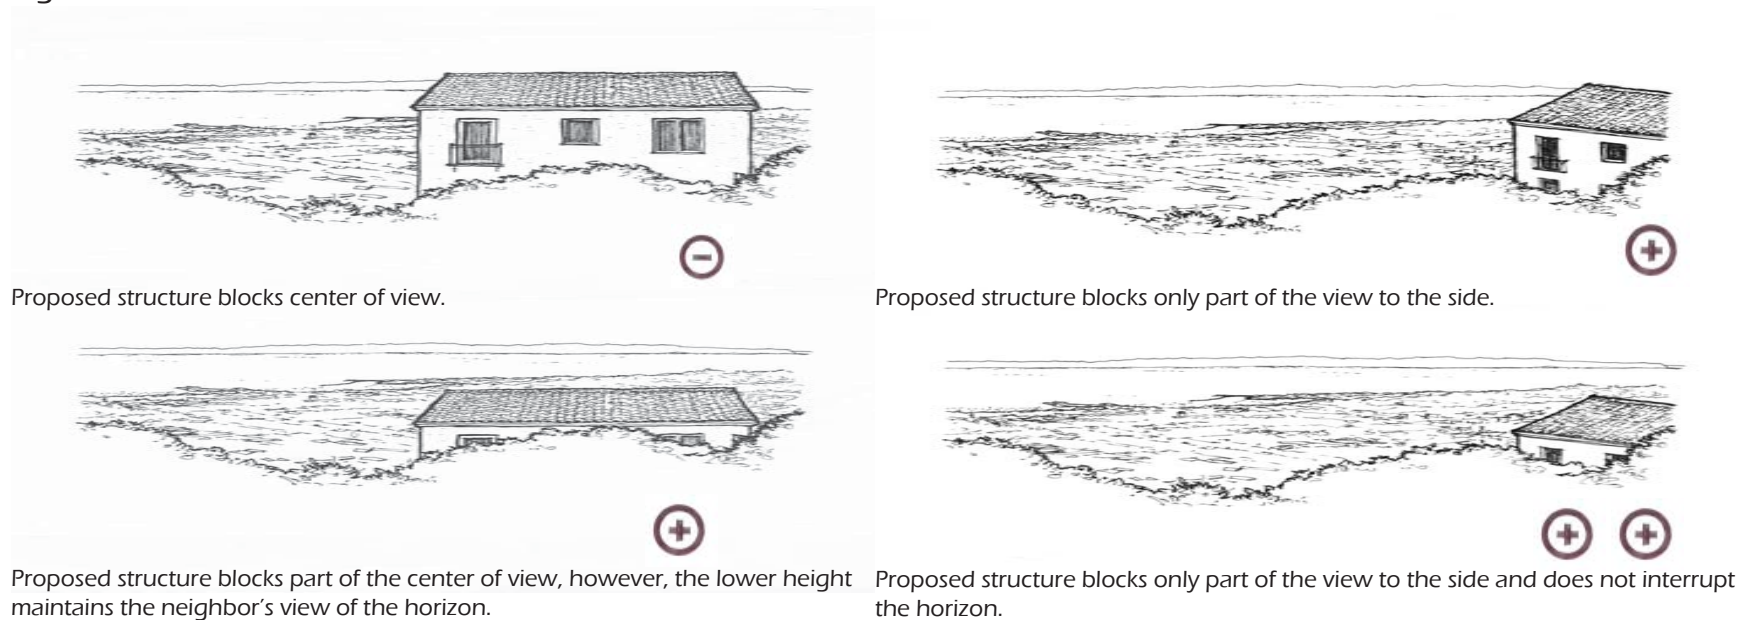 Proposed structure blocks center of view.
Proposed structure blocks only part of the view to the side.
Proposed structure blocks part of the center of view, however, the lower height
maintains the neighbor's view of the horizon.
Proposed structure blocks only part of the view to the side and does not interrupt
the horizon.